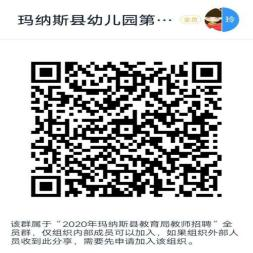 玛纳斯县幼儿园第… 全员 玲
该群属于“2020年玛纳斯县教育局教师招聘”全
员群，仅组织内部成员可以加入，如果组织外部人
员收到此分享，需要先申请加入该组织。